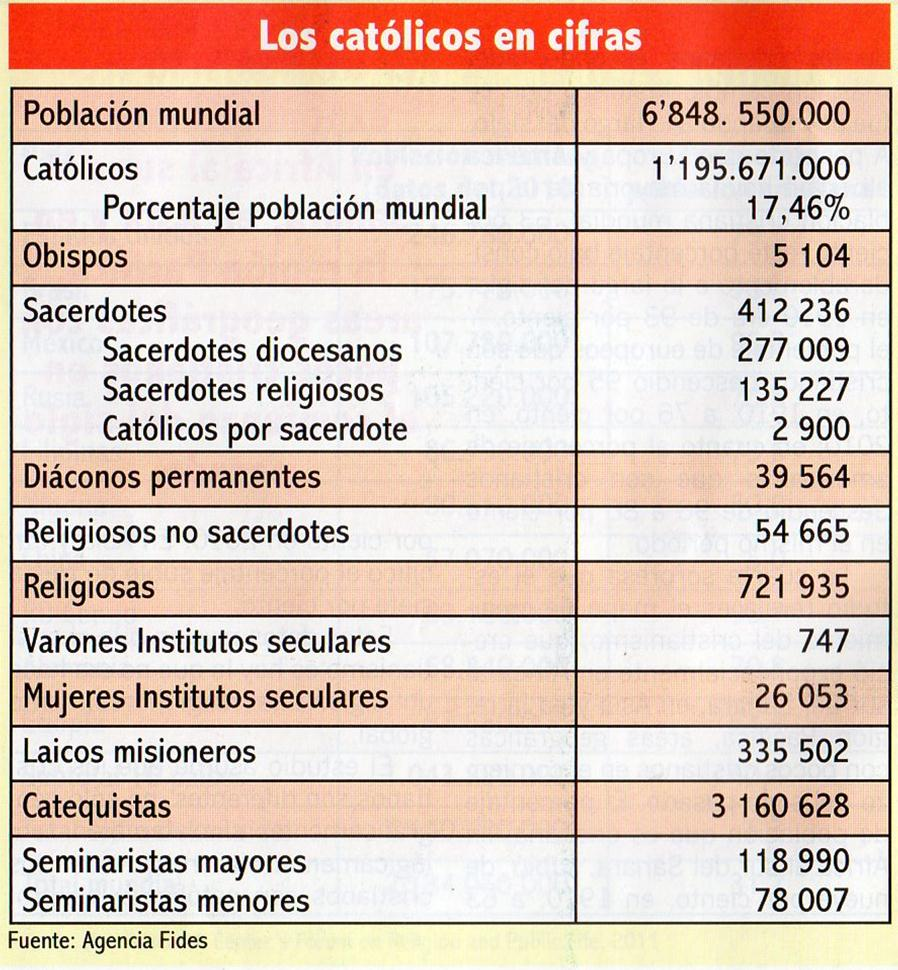 Los católicos en cifras
Población mundial 6’848. 550.000
Católicos 1’195.671.000
Porcentaje población mundial 17.46%
Obispos 5 104
Sacerdotes 412 236
Sacerdotes diocesanos 277 009
Sacerdotes religiosos 135 227
Católicos por sacerdote 2 900
Diáconos permanentes 39 564
Religiosos no sacerdotes 54 665
Religiosas 721 935
Varones Institutos seculares 747
Mujeres Institutos seculares 26 053
Laicos misioneros 335502
Catequistas 3 160 628
Seminaristas mayores 118 990
Seminaristas menores 78 007
Fuente: Agencia Fides